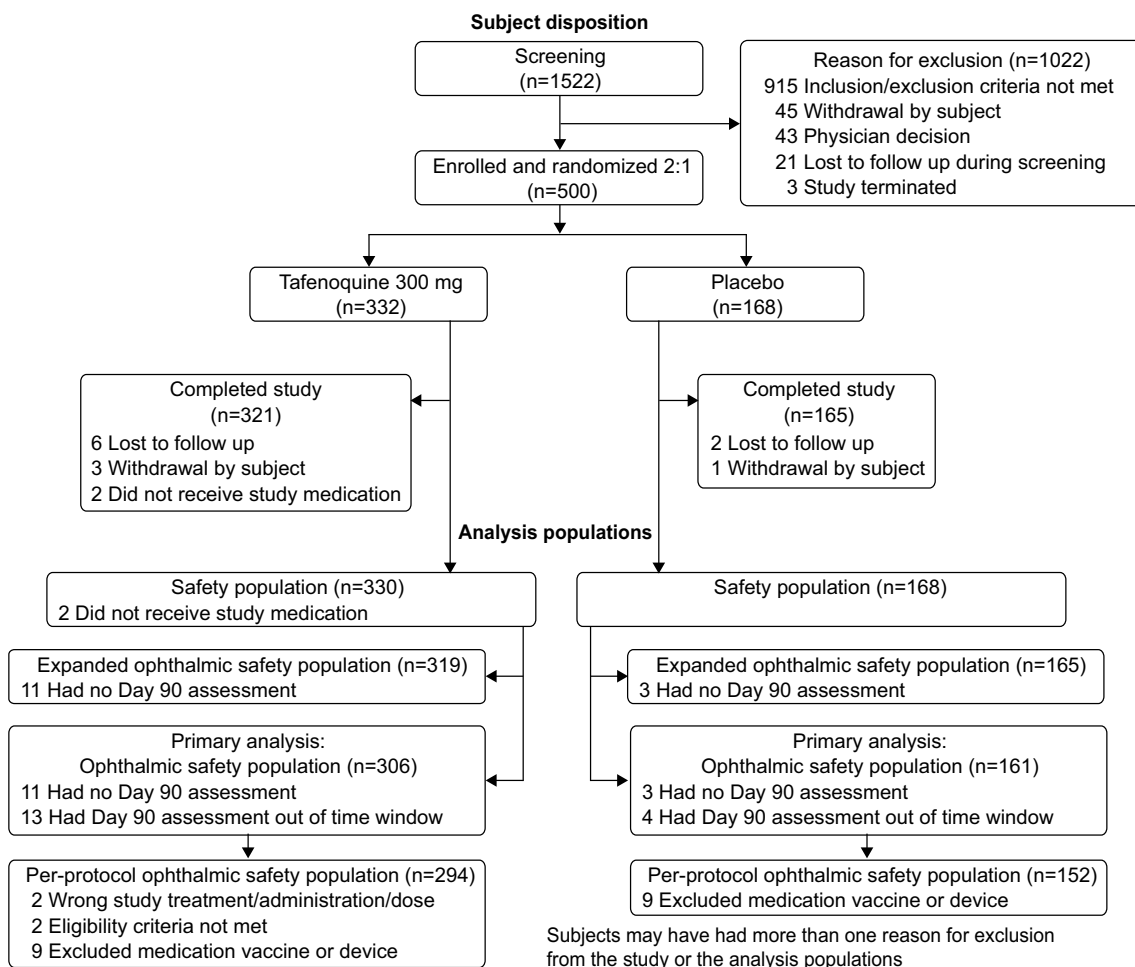 Subject disposition
Screening
(n=1522)
Reason for exclusion (n=1022)
915 Inclusion/exclusion criteria not met
45 Withdrawal by subject
43 Physician decision
21 Lost to follow up during screening
3 Study terminated
Enrolled and randomized 2:1
(n=500)
Tafenoquine 300 mg
(n=332)
Placebo
(n=168)
Completed study
(n=321)
6 Lost to follow up
3 Withdrawal by subject
2 Did not receive study medication
Completed study
(n=165)
2 Lost to follow up
1 Withdrawal by subject
Analysis populations
Safety population (n=330)
2 Did not receive study medication
Safety population (n=168)
Expanded ophthalmic safety population (n=319)
11 Had no Day 90 assessment
Expanded ophthalmic safety population (n=165)
3 Had no Day 90 assessment
Primary analysis:
Ophthalmic safety population (n=306)
11 Had no Day 90 assessment
13 Had Day 90 assessment out of time window
Primary analysis:
Ophthalmic safety population (n=161)
3 Had no Day 90 assessment
4 Had Day 90 assessment out of time window
Per-protocol ophthalmic safety population (n=294)
2 Wrong study treatment/administration/dose
2 Eligibility criteria not met
9 Excluded medication vaccine or device
Per-protocol ophthalmic safety population (n=152)
9 Excluded medication vaccine or device
Subjects may have had more than one reason for exclusion
from the study or the analysis populations